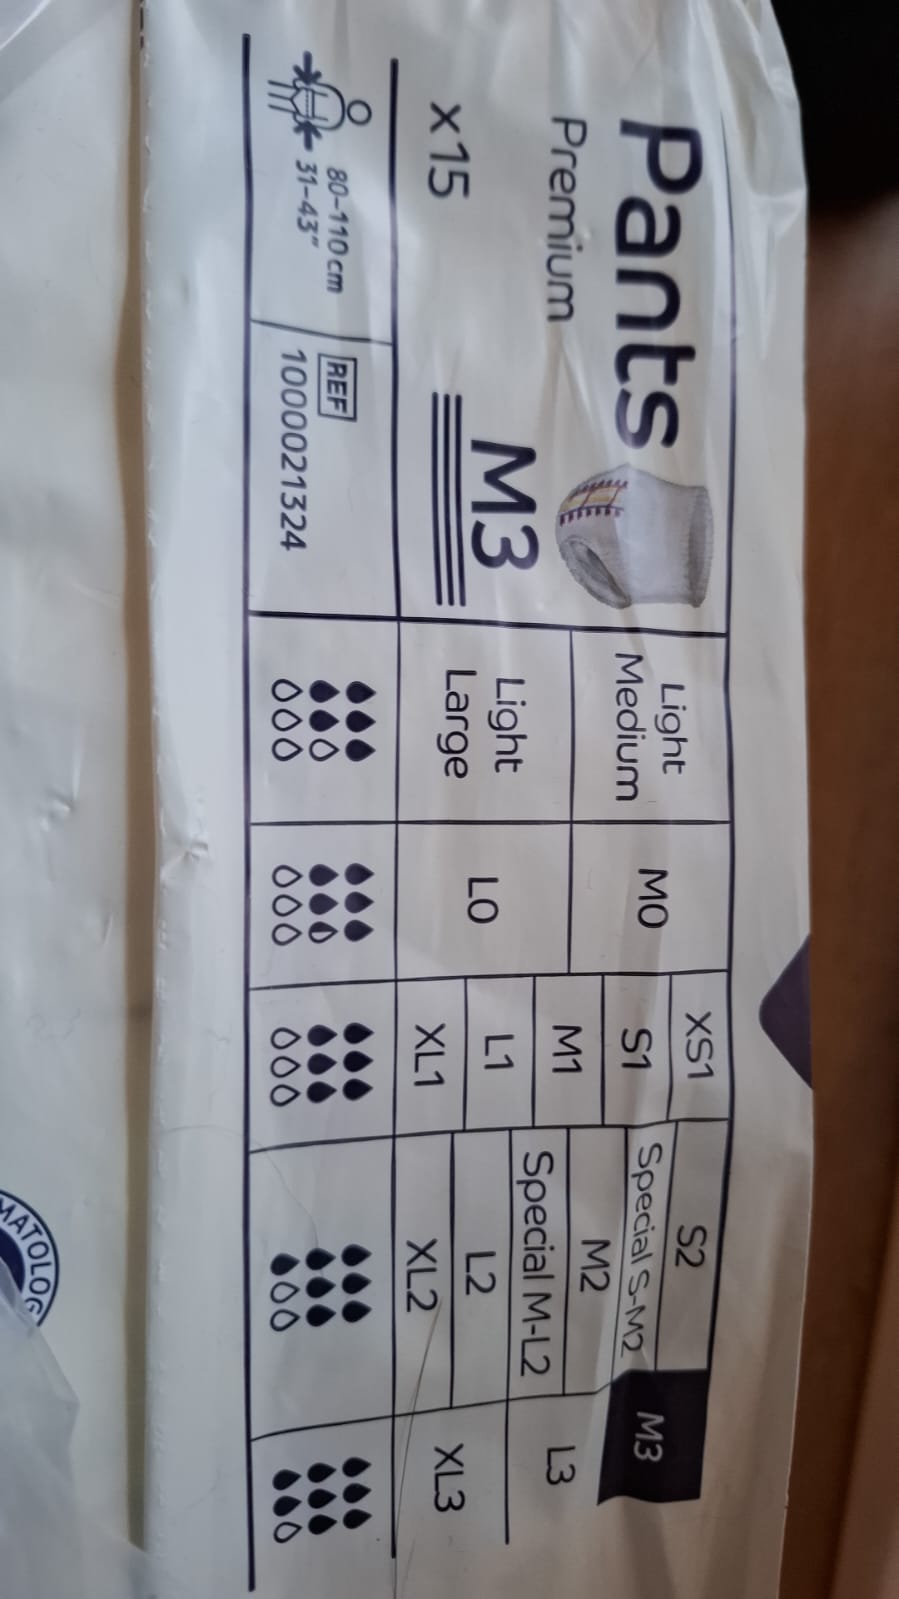 Pants
Premium
M3
x15
80-110 cm
31-43"
REF
1000021324
Light
Medium
M0
XS1
S1
M1
S2
Special S-M2
M2
M3
Light
Large
L0
L1
XL1
Special M-L2
L2
XL2
L3
XL3
MATOLOG